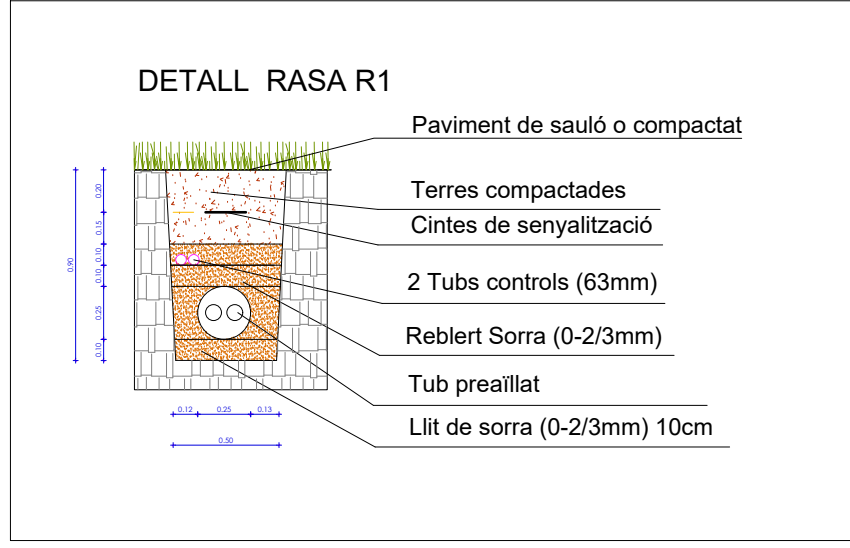 DETALL RASA R1
Paviment de sauló o compactat
Terres compactades
Cintes de senyalització
2 Tubs controls (63mm)
Reblert Sorra (0-2/3mm)
Tub preaïllat
Llit de sorra (0-2/3mm) 10cm
0.90
0.20
0.15
0.10
0.10
0.25
0.10
0.12 0.25 0.13
0.50